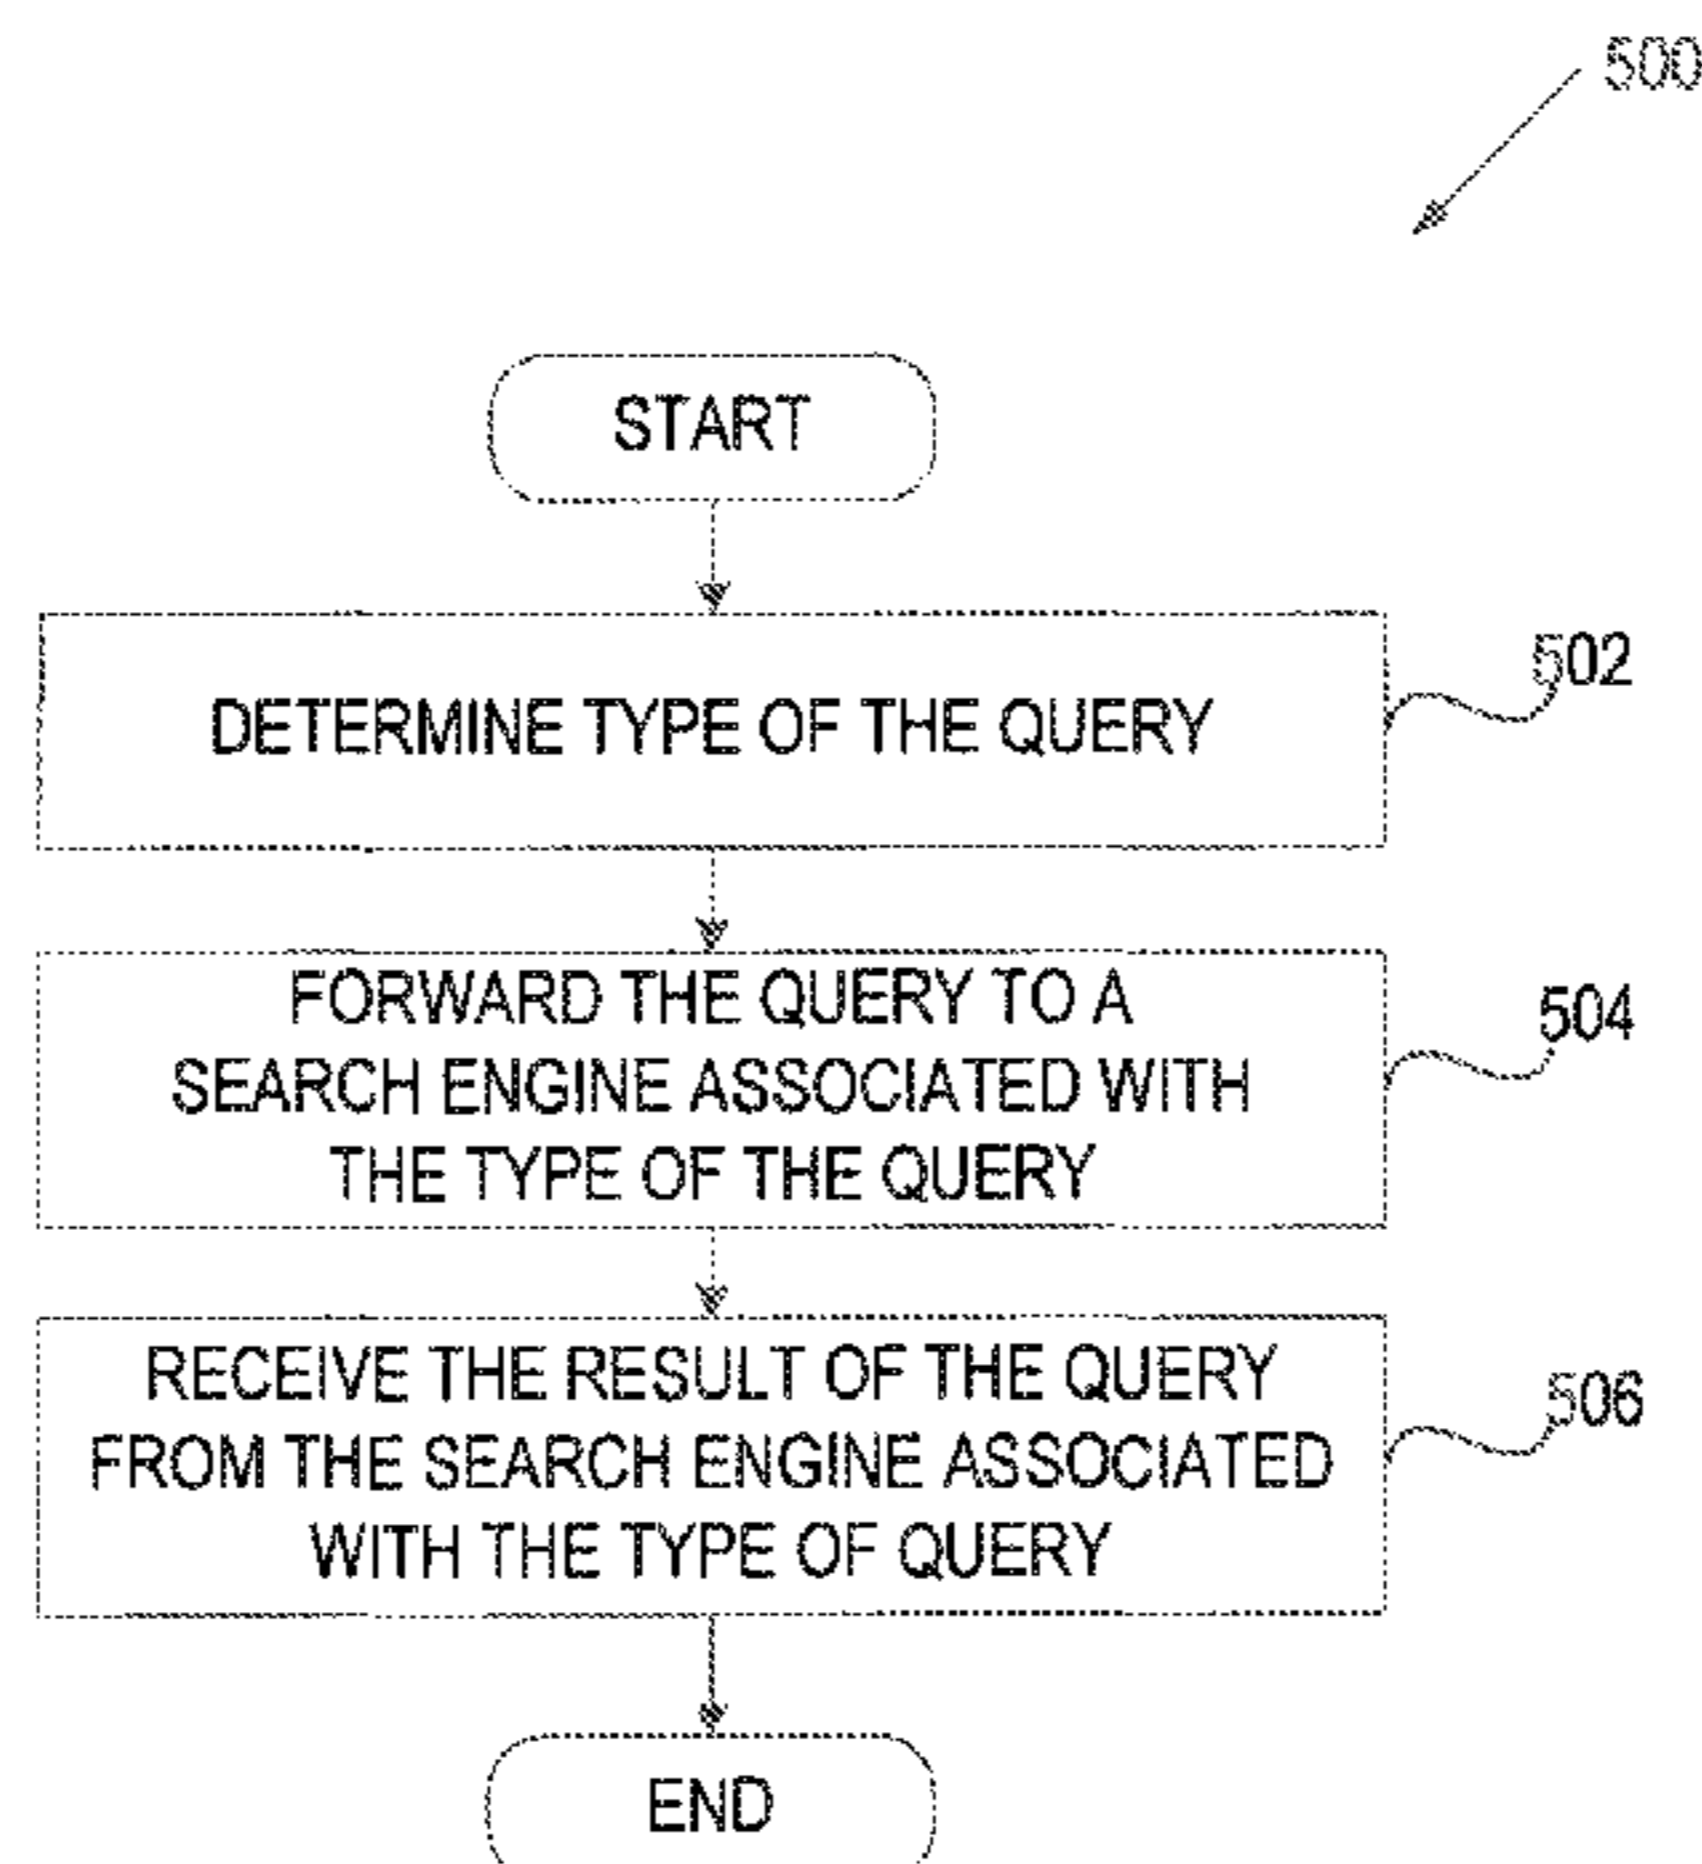 500
START
DETERMINE TYPE OF THE QUERY
502
FORWARD THE QUERY TO A
SEARCH ENGINE ASSOCIATED WITH
THE TYPE OF THE QUERY
504
RECEIVE THE RESULT OF THE QUERY
FROM THE SEARCH ENGINE ASSOCIATED
WITH THE TYPE OF QUERY
506
END